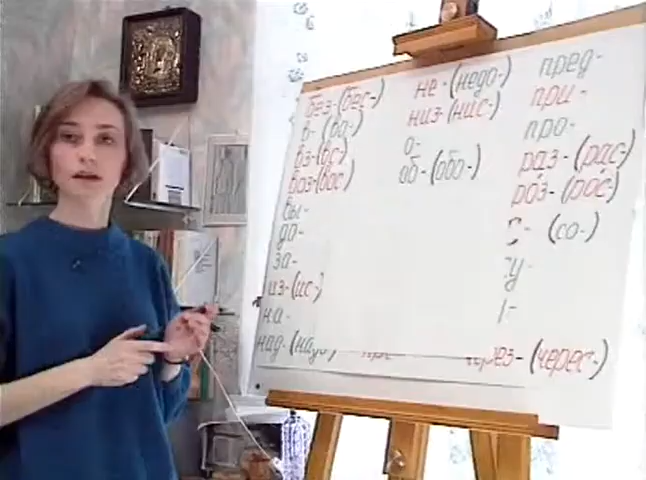 без-(бес-)
в- (во-)
вз-(вс-)
воз-(вос)
вы-
до-
за-
из-(ис-)
на-
над- (надо-)
не-(недо-)
низ-(нис-)
о-
об-(обо-)
пред-
при-
про-
раз-(рас-)
роз-(рос-)
с- (со-)
у-
через-(черес-)